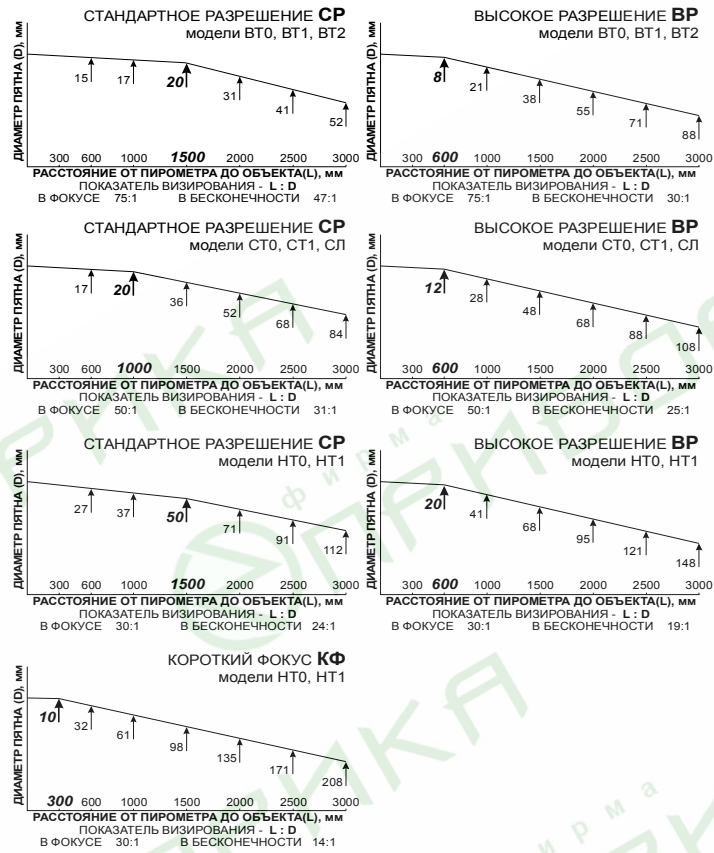 СТАНДАРТНОЕ РАЗРЕШЕНИЕ СР
модели ВТ0, ВТ1, ВТ2
ДИАМЕТР ПЯТНА (D), мм
15 17 20 31 41 52
300 600 1000 1500 2000 2500 3000
РАССТОЯНИЕ ОТ ПИРОМЕТРА ДО ОБЪЕКТА(L), мм
ПОКАЗАТЕЛЬ ВИЗИРОВАНИЯ - L : D
В ФОКУСЕ 75:1 В БЕСКОНЕЧНОСТИ 47:1
ВЫСОКОЕ РАЗРЕШЕНИЕ ВР
модели ВТ0, ВТ1, ВТ2
ДИАМЕТР ПЯТНА (D), мм
8 21 38 55 71 88
300 600 1000 1500 2000 2500 3000
РАССТОЯНИЕ ОТ ПИРОМЕТРА ДО ОБЪЕКТА(L), мм
ПОКАЗАТЕЛЬ ВИЗИРОВАНИЯ - L : D
В ФОКУСЕ 75:1 В БЕСКОНЕЧНОСТИ 30:1
СТАНДАРТНОЕ РАЗРЕШЕНИЕ СР
модели СТ0, СТ1, СЛ
ДИАМЕТР ПЯТНА (D), мм
17 20 36 52 68 84
300 600 1000 1500 2000 2500 3000
РАССТОЯНИЕ ОТ ПИРОМЕТРА ДО ОБЪЕКТА(L), мм
ПОКАЗАТЕЛЬ ВИЗИРОВАНИЯ - L : D
В ФОКУСЕ 50:1 В БЕСКОНЕЧНОСТИ 31:1
ВЫСОКОЕ РАЗРЕШЕНИЕ ВР
модели СТ0, СТ1, СЛ
ДИАМЕТР ПЯТНА (D), мм
12 28 48 68 88 108
300 600 1000 1500 2000 2500 3000
РАССТОЯНИЕ ОТ ПИРОМЕТРА ДО ОБЪЕКТА(L), мм
ПОКАЗАТЕЛЬ ВИЗИРОВАНИЯ - L : D
В ФОКУСЕ 50:1 В БЕСКОНЕЧНОСТИ 25:1
СТАНДАРТНОЕ РАЗРЕШЕНИЕ СР
модели НТ0, НТ1
ДИАМЕТР ПЯТНА (D), мм
27 37 50 71 91 112
300 600 1000 1500 2000 2500 3000
РАССТОЯНИЕ ОТ ПИРОМЕТРА ДО ОБЪЕКТА(L), мм
ПОКАЗАТЕЛЬ ВИЗИРОВАНИЯ - L : D
В ФОКУСЕ 30:1 В БЕСКОНЕЧНОСТИ 24:1
ВЫСОКОЕ РАЗРЕШЕНИЕ ВР
модели НТ0, НТ1
ДИАМЕТР ПЯТНА (D), мм
20 41 68 95 121 148
300 600 1000 1500 2000 2500 3000
РАССТОЯНИЕ ОТ ПИРОМЕТРА ДО ОБЪЕКТА(L), мм
ПОКАЗАТЕЛЬ ВИЗИРОВАНИЯ - L : D
В ФОКУСЕ 30:1 В БЕСКОНЕЧНОСТИ 19:1
КОРОТКИЙ ФОКУС КФ
модели НТ0, НТ1
ДИАМЕТР ПЯТНА (D), мм
10 32 61 98 135 171 208
300 600 1000 1500 2000 2500 3000
РАССТОЯНИЕ ОТ ПИРОМЕТРА ДО ОБЪЕКТА(L), мм
ПОКАЗАТЕЛЬ ВИЗИРОВАНИЯ - L : D
В ФОКУСЕ 30:1 В БЕСКОНЕЧНОСТИ 14:1
фирма